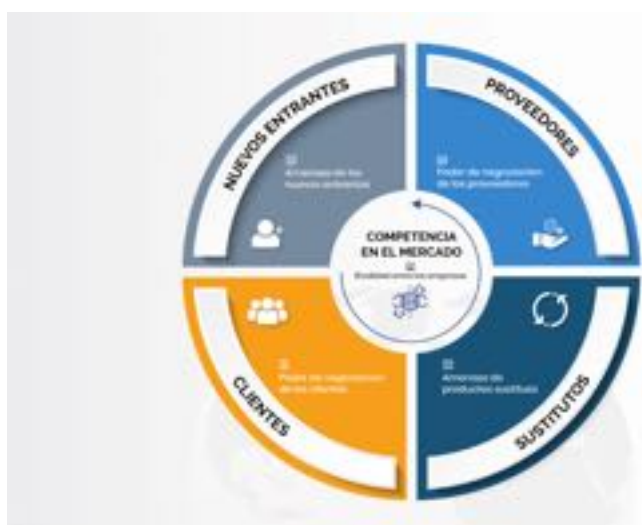 NUEVOS ENTRANTES
Amenaza de los
nuevos entrantes
PROVEEDORES
Poder de negociación
de los proveedores
COMPETENCIA
EN EL MERCADO
Rivalidad entre las empresas
CLIENTES
Poder de negociación
de los clientes
SUSTITUTOS
Amenaza de
productos sustituto